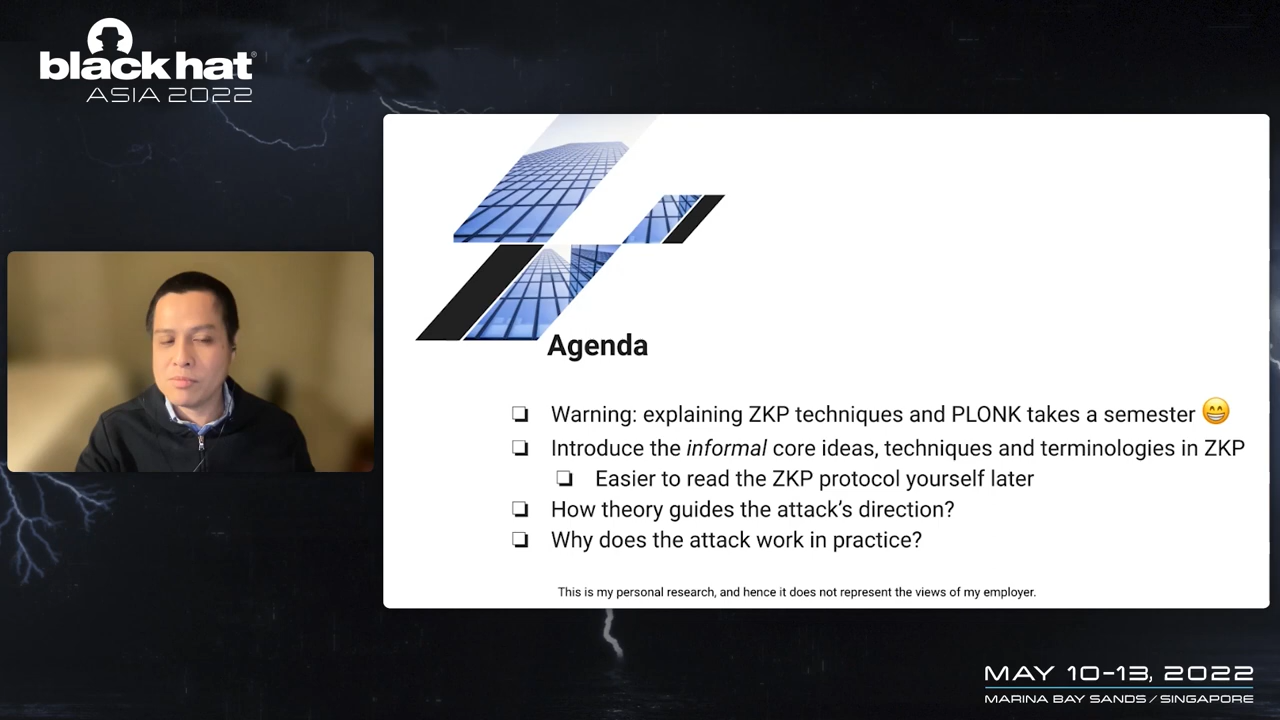 black hat®
ASIA 2022
Agenda
❏ Warning: explaining ZKP techniques and PLONK takes a semester 😁
❏ Introduce the informal core ideas, techniques and terminologies in ZKP
❏ Easier to read the ZKP protocol yourself later
❏ How theory guides the attack’s direction?
❏ Why does the attack work in practice?
This is my personal research, and hence it does not represent the views of my employer.
MAY 10-13, 2022
MARINA BAY SANDS / SINGAPORE